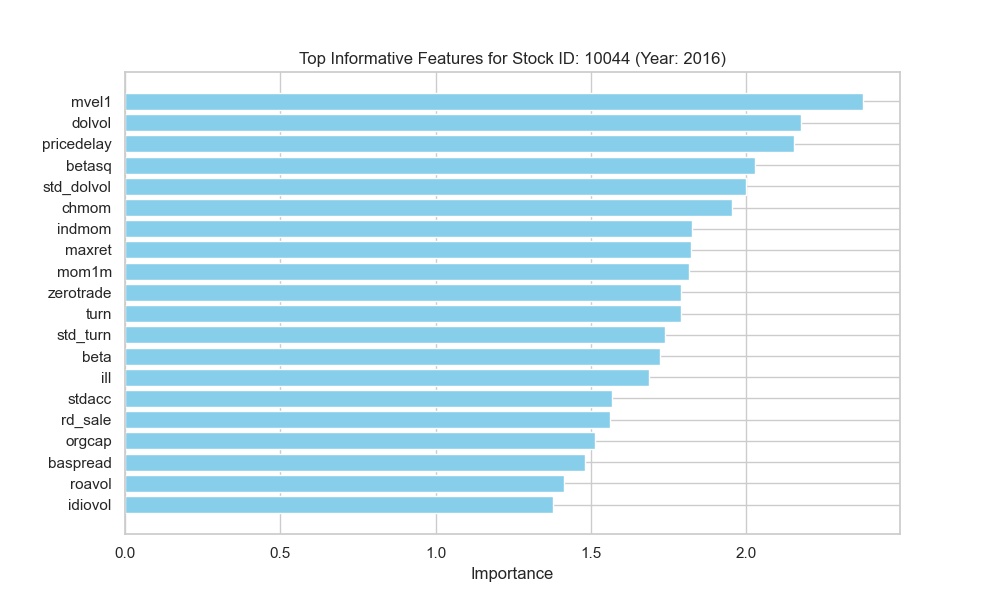 Top Informative Features for Stock ID: 10044 (Year: 2016)
mvel1
dolvol
pricedelay
betasq
std_dolvol
chmom
indmom
maxret
mom1m
zerotrade
turn
std_turn
beta
ill
stdacc
rd_sale
orgcap
baspread
roavol
idiovol
0.0 0.5 1.0 1.5 2.0
Importance